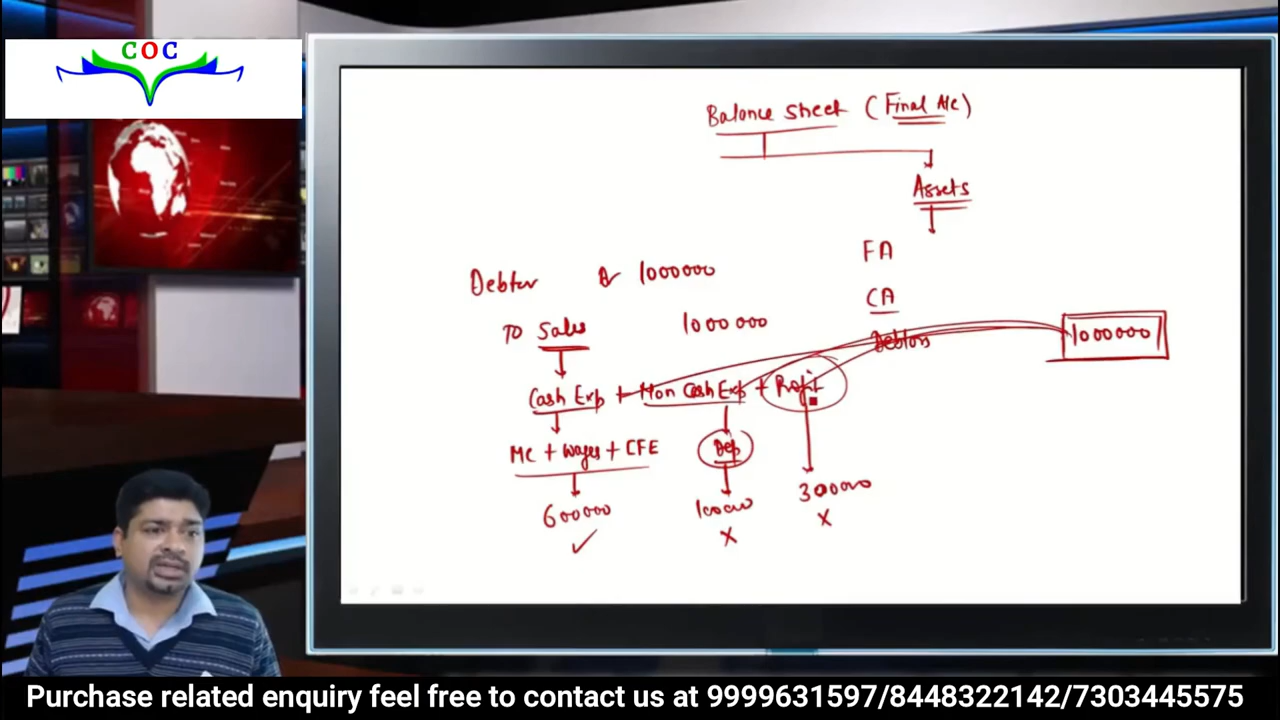 COC
Balance Sheet (Final A/c)
Assets
FA
Debtor Dr 1000000
CA
To Sales 1000000
Debtors 1000000
Cash Exp + Non Cash Exp + Profit
MC + Wages + CFE Dep
600000 ✓ 100000 X 300000 X
Purchase related enquiry feel free to contact us at 9999631597/8448322142/7303445575